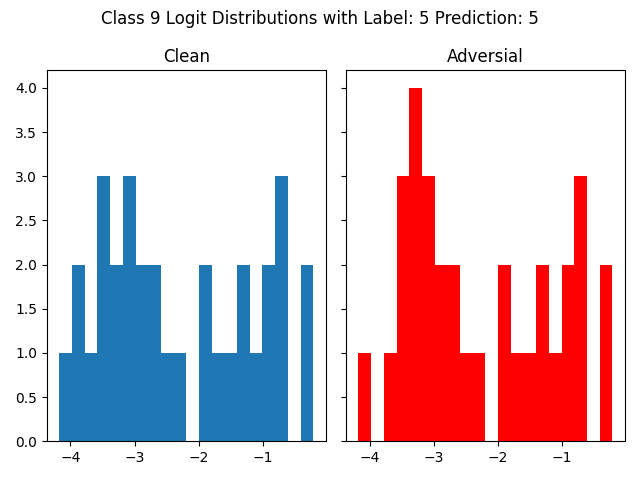 Class 9 Logit Distributions with Label: 5 Prediction: 5
Clean
Adversial
4.0
3.5
3.0
2.5
2.0
1.5
1.0
0.5
0.0
−4 −3 −2 −1
−4 −3 −2 −1